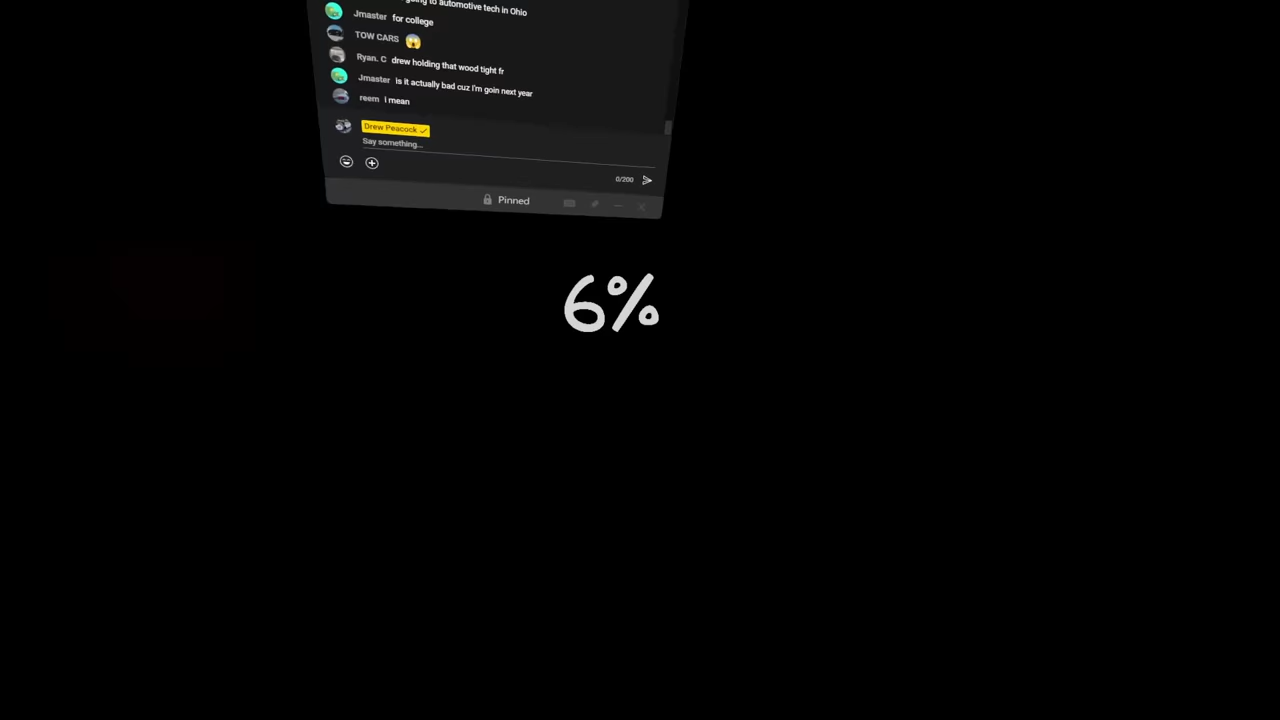 going to automotive tech in Ohio
Jmaster for college
TOW CARS 😱
Ryan. C drew holding that wood tight fr
Jmaster is it actually bad cuz I'm goin next year
reem I mean
Drew Peacock ✓
Say something...
0/200
Pinned
6%